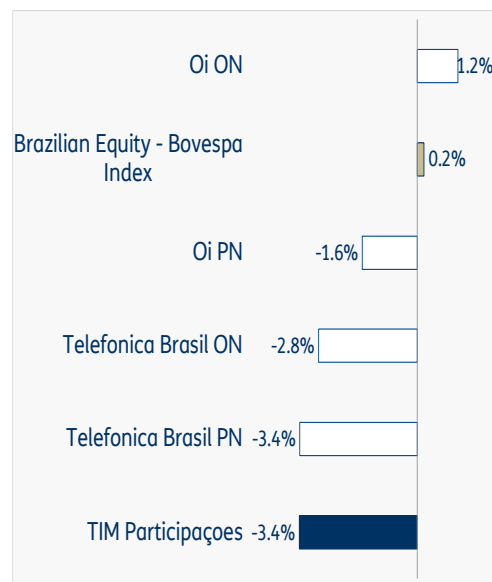 Oi ON
1.2%
Brazilian Equity - Bovespa
Index
0.2%
Oi PN
-1.6%
Telefonica Brasil ON
-2.8%
Telefonica Brasil PN
-3.4%
TIM Participaçoes
-3.4%